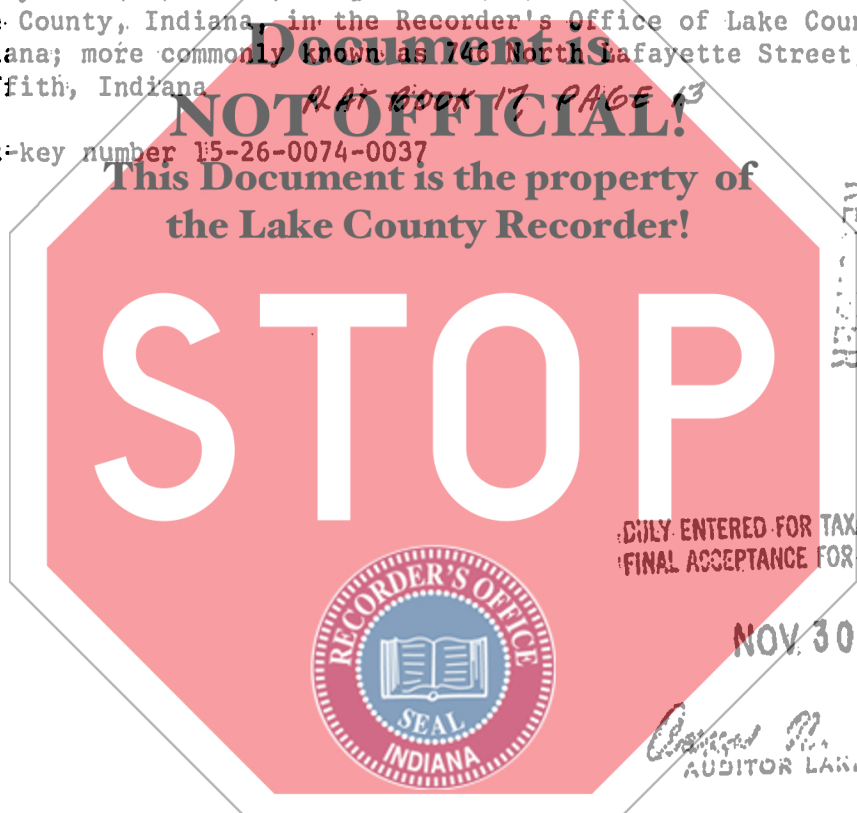 County, Indiana, in the Recorder's Office of Lake Cou
ana; more commonly known as 746 North Lafayette Street,
fith, Indiana
Document is
PLAT BOOK 17, PAGE 13
NOT OFFICIAL!
key number 15-26-0074-0037
This Document is the property of
the Lake County Recorder!
STOP
DULY ENTERED FOR TAX
FINAL ACCEPTANCE FOR
RECORDER'S OFFICE
SEAL
INDIANA
NOV 30
AUDITOR LAKE